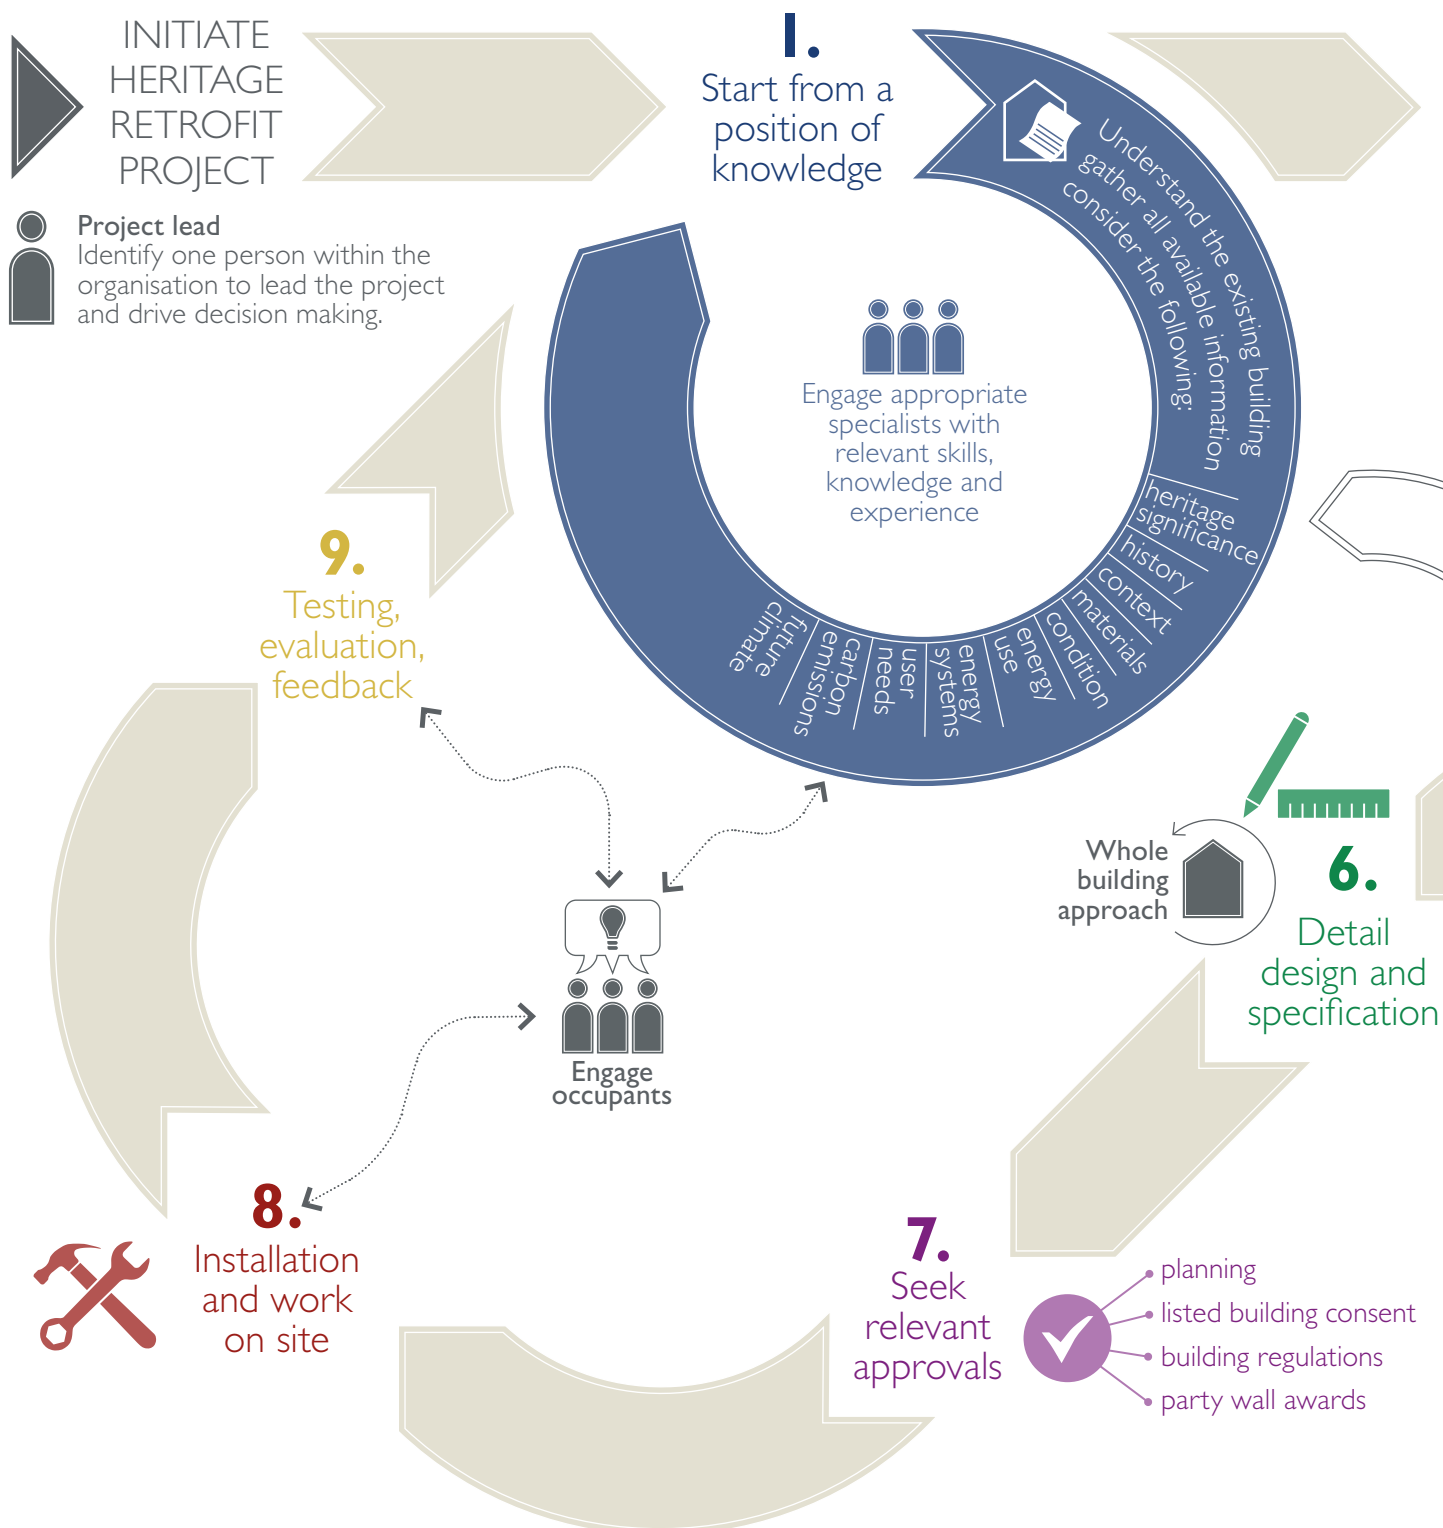 INITIATE
HERITAGE
RETROFIT
PROJECT
Project lead
Identify one person within the
organisation to lead the project
and drive decision making.
1.
Start from a
position of
knowledge
Understand the existing building
gather all available information
consider the following:
heritage
significance
history
context
materials
condition
energy
use
energy
systems
user
needs
carbon
emissions
future
climate
Engage appropriate
specialists with
relevant skills,
knowledge and
experience
Whole
building
approach
6.
Detail
design and
specification
7.
Seek
relevant
approvals
planning
listed building consent
building regulations
party wall awards
8.
Installation
and work
on site
9.
Testing,
evaluation,
feedback
Engage
occupants